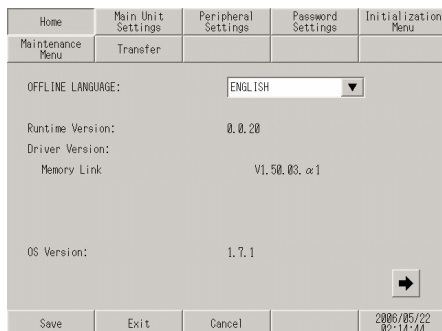 Home
Main Unit
Settings
Peripheral
Settings
Password
Settings
Initialization
Menu
Maintenance
Menu
Transfer
OFFLINE LANGUAGE:
ENGLISH
Runtime Version:
0.0.20
Driver Version:
Memory Link
V1.50.03.α1
OS Version:
1.7.1
Save
Exit
Cancel
2006/05/22
02:14:44